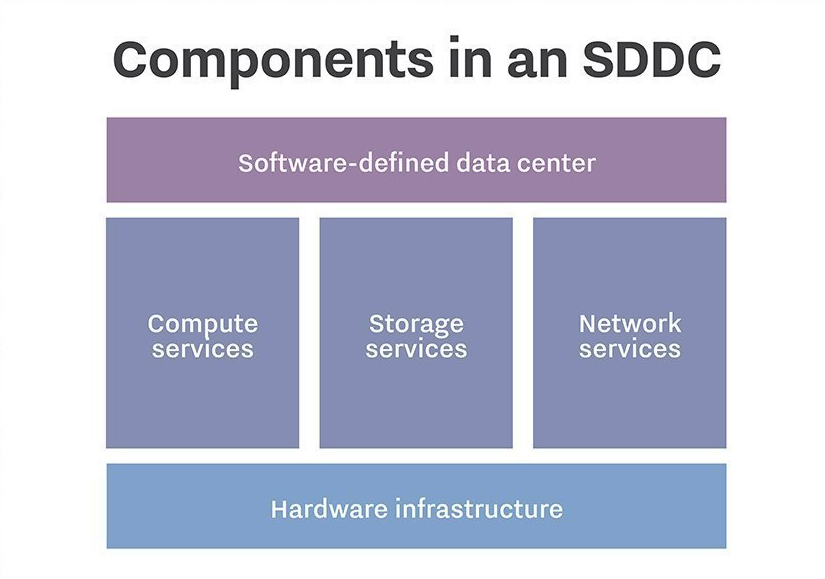 Components in an SDDC
Software-defined data center
Compute
services
Storage
services
Network
services
Hardware infrastructure